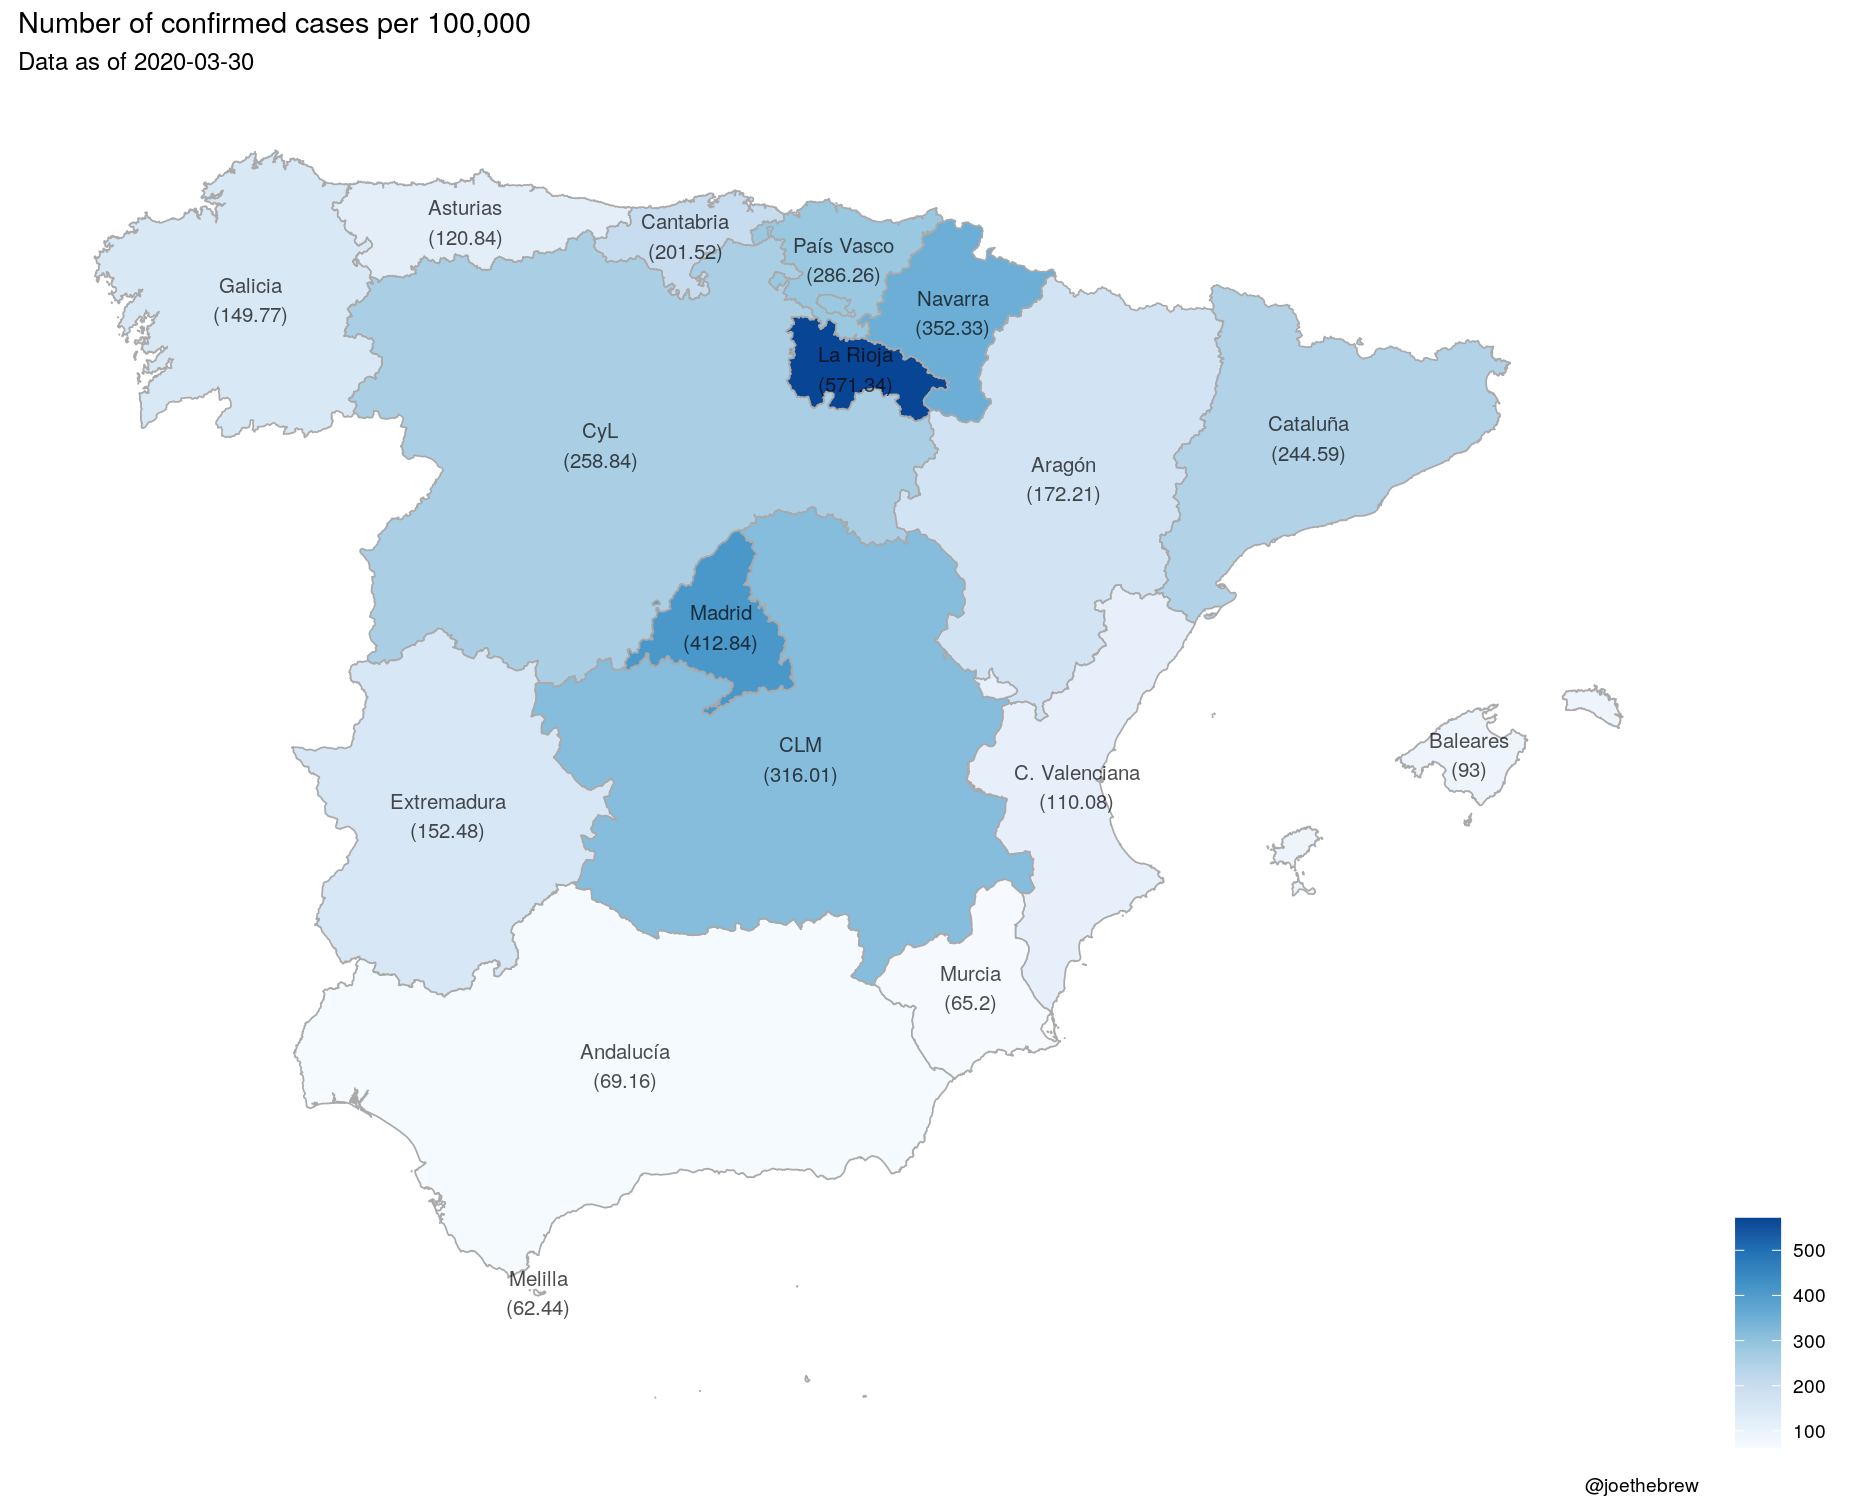 Number of confirmed cases per 100,000
Data as of 2020-03-30
Asturias
(120.84)
Cantabria
(201.52)
País Vasco
(286.26)
Galicia
(149.77)
Navarra
(352.33)
La Rioja
(571.34)
CyL
(258.84)
Cataluña
(244.59)
Aragón
(172.21)
Madrid
(412.84)
CLM
(316.01)
Baleares
(93)
C. Valenciana
(110.08)
Extremadura
(152.48)
Murcia
(65.2)
Andalucía
(69.16)
Melilla
(62.44)
500
400
300
200
100
@joethebrew